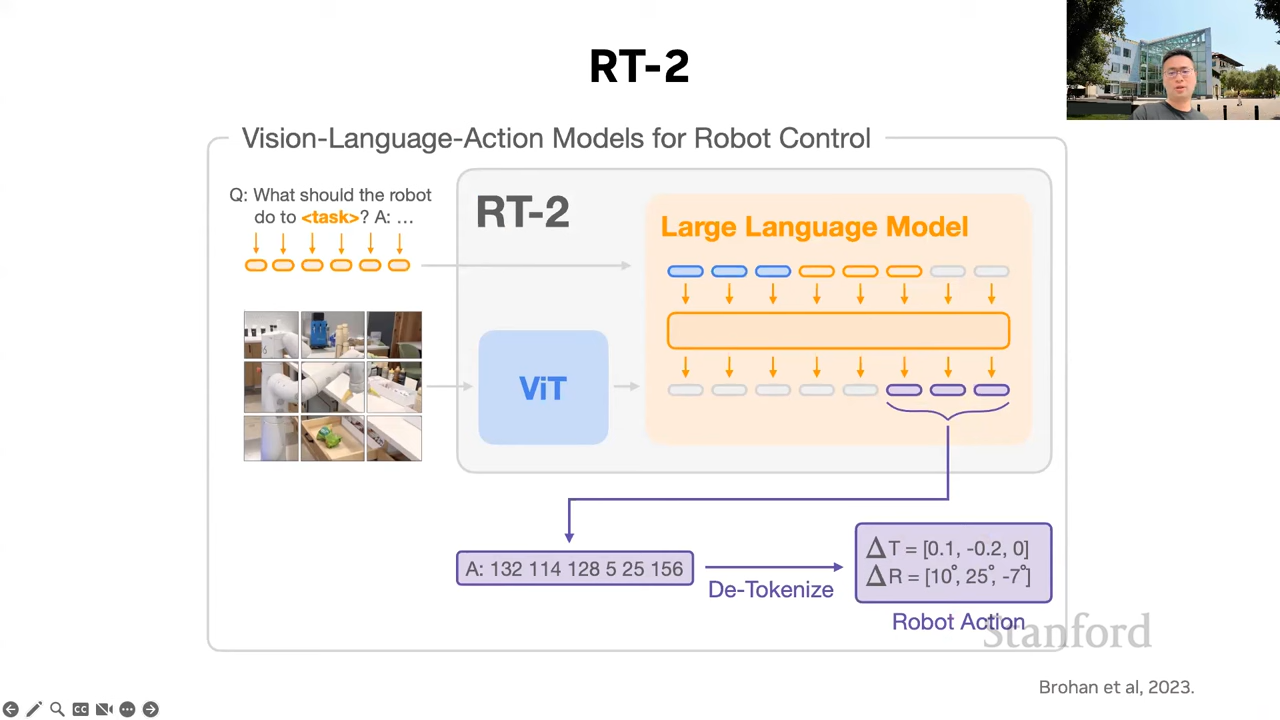 RT-2
Vision-Language-Action Models for Robot Control
Q: What should the robot
do to <task>? A: …
RT-2
Large Language Model
ViT
A: 132 114 128 5 25 156
De-Tokenize
ΔT = [0.1, -0.2, 0]
ΔR = [10°, 25°, -7°]
Robot Action
Stanford
Brohan et al, 2023.
CC